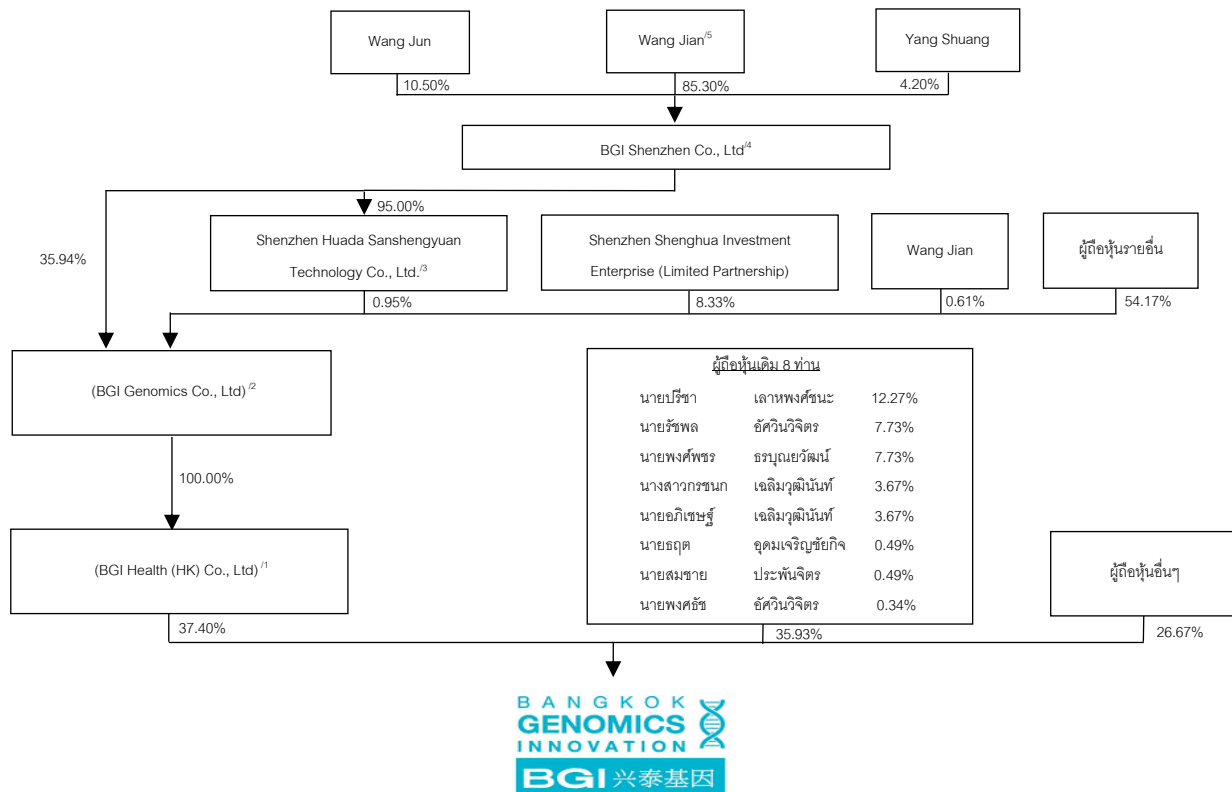 Wang Jun
Wang Jian/5
Yang Shuang
10.50%
85.30%
4.20%
BGI Shenzhen Co., Ltd/4
95.00%
35.94%
Shenzhen Huada Sanshengyuan
Technology Co., Ltd./3
Shenzhen Shenghua Investment
Enterprise (Limited Partnership)
Wang Jian
ผู้ถือหุ้นรายอื่น
0.95%
8.33%
0.61%
54.17%
(BGI Genomics Co., Ltd) /2
100.00%
(BGI Health (HK) Co., Ltd) /1
ผู้ถือหุ้นเดิม 8 ท่าน
นายปรีชา เลาหพงศ์ชนะ 12.27%
นายรัชพล อัศวินวิจิตร 7.73%
นายพงศ์พชร ธรบุณยวัฒน์ 7.73%
นางสาวกรชนก เฉลิมวุฒินันท์ 3.67%
นายอภิเชษฐ์ เฉลิมวุฒินันท์ 3.67%
นายธฤต อุดมเจริญชัยกิจ 0.49%
นายสมชาย ประพันจิตร 0.49%
นายพงศธัช อัศวินวิจิตร 0.34%
ผู้ถือหุ้นอื่นๆ
37.40%
35.93%
26.67%
BANGKOK
GENOMICS
INNOVATION
BGI 兴泰基因